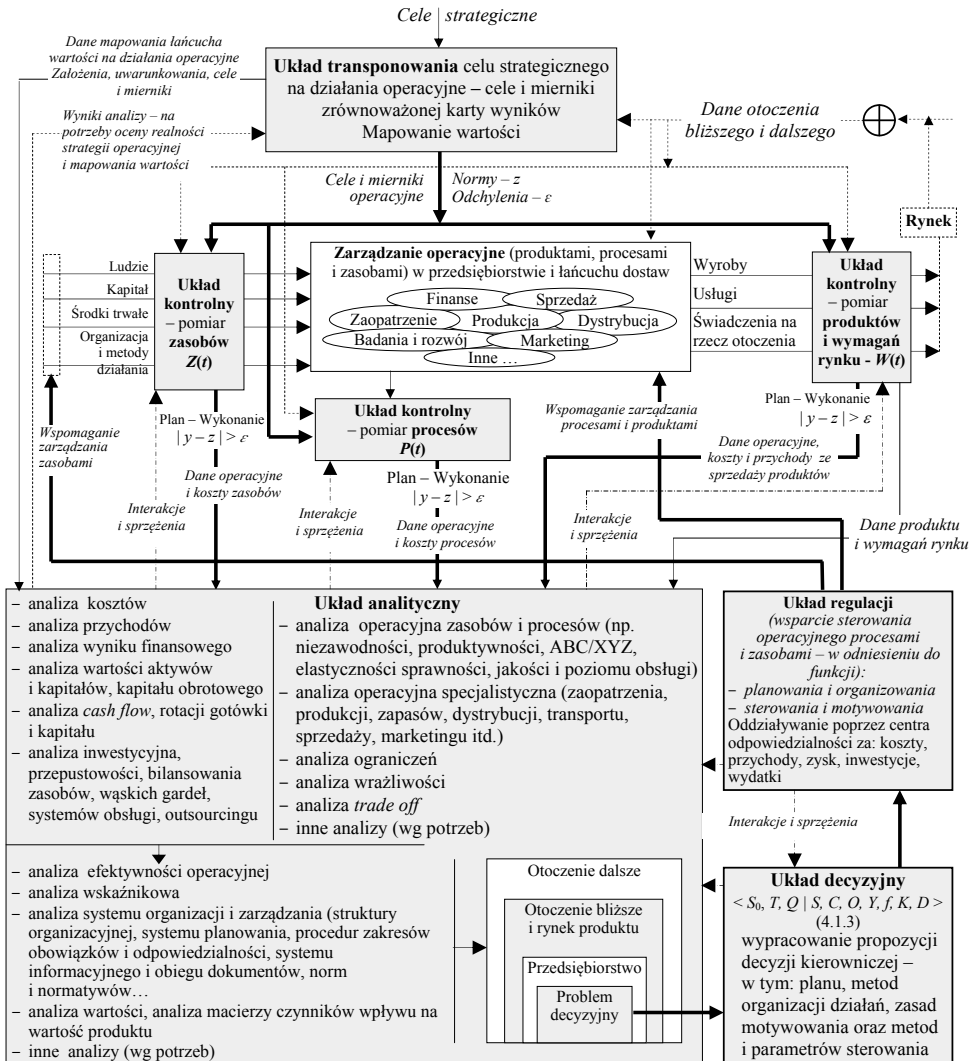 Cele strategiczne
Dane mapowania łańcucha
wartości na działania operacyjne
Założenia, uwarunkowania, cele
i mierniki
Układ transponowania celu strategicznego
na działania operacyjne – cele i mierniki
zrównoważonej karty wyników
Mapowanie wartości
Wyniki analizy – na
potrzeby oceny realności
strategii operacyjnej
i mapowania wartości
Dane otoczenia
bliższego i dalszego
Cele i mierniki
operacyjne
Normy – z
Odchylenia – ε
Rynek
Ludzie
Kapitał
Środki trwałe
Organizacja
i metody
działania
Układ
kontrolny
– pomiar
zasobów
Z(t)
Zarządzanie operacyjne (produktami, procesami
i zasobami) w przedsiębiorstwie i łańcuchu dostaw
Finanse
Sprzedaż
Zaopatrzenie
Produkcja
Dystrybucja
Badania i rozwój
Marketing
Inne …
Wyroby
Usługi
Świadczenia na
rzecz otoczenia
Układ
kontrolny
– pomiar
produktów
i wymagań
rynku - W(t)
Wspomaganie
zarządzania
zasobami
Plan – Wykonanie
| y – z | > ε
Układ kontrolny
– pomiar procesów
P(t)
Wspomaganie zarządzania
procesami i produktami
Plan – Wykonanie
| y – z | > ε
Dane operacyjne
i koszty zasobów
Plan – Wykonanie
| y – z | > ε
Dane operacyjne,
koszty i przychody ze
sprzedaży produktów
Interakcje
i sprzężenia
Interakcje
i sprzężenia
Dane operacyjne
i koszty procesów
Interakcje
i sprzężenia
Dane produktu
i wymagań rynku
– analiza kosztów
– analiza przychodów
– analiza wyniku finansowego
– analiza wartości aktywów
i kapitałów, kapitału obrotowego
– analiza cash flow, rotacji gotówki
i kapitału
– analiza inwestycyjna,
przepustowości, bilansowania
zasobów, wąskich gardeł,
systemów obsługi, outsourcingu
Układ analityczny
– analiza operacyjna zasobów i procesów (np.
niezawodności, produktywności, ABC/XYZ,
elastyczności sprawności, jakości i poziomu obsługi)
– analiza operacyjna specjalistyczna (zaopatrzenia,
produkcji, zapasów, dystrybucji, transportu,
sprzedaży, marketingu itd.)
– analiza ograniczeń
– analiza wrażliwości
– analiza trade off
– inne analizy (wg potrzeb)
Układ regulacji
(wsparcie sterowania
operacyjnego procesami
i zasobami – w odniesieniu do
funkcji):
– planowania i organizowania
– sterowania i motywowania
Oddziaływanie poprzez centra
odpowiedzialności za: koszty,
przychody, zysk, inwestycje,
wydatki
Interakcje i sprzężenia
– analiza efektywności operacyjnej
– analiza wskaźnikowa
– analiza systemu organizacji i zarządzania (struktury
organizacyjnej, systemu planowania, procedur zakresów
obowiązków i odpowiedzialności, systemu
informacyjnego i obiegu dokumentów, norm
i normatywów…
– analiza wartości, analiza macierzy czynników wpływu na
wartość produktu
– inne analizy (wg potrzeb)
Otoczenie dalsze
Otoczenie bliższe
i rynek produktu
Przedsiębiorstwo
Problem
decyzyjny
Układ decyzyjny
< S₀, T, Q | S, C, O, Y, f, K, D >
(4.1.3)
wypracowanie propozycji
decyzji kierowniczej –
w tym: planu, metod
organizacji działań, zasad
motywowania oraz metod
i parametrów sterowania